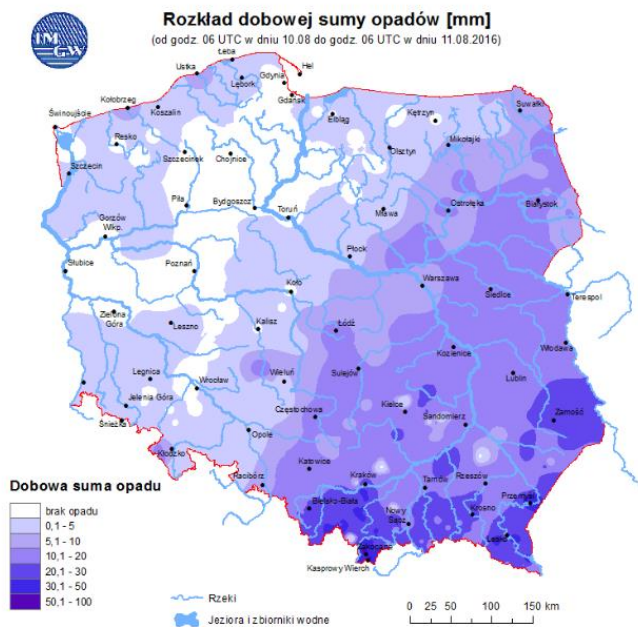 IM
GW
Rozkład dobowej sumy opadów [mm]
(od godz. 06 UTC w dniu 10.08 do godz. 06 UTC w dniu 11.08.2016)
Łeba
Hel
Ustka
Gdynia
Lębork
Kołobrzeg
Gdańsk
Koszalin
Świnoujście
Elbląg
Kętrzyn
Suwałki
Resko
Szczecinek
Chojnice
Olsztyn
Mikołajki
Szczecin
Piła
Bydgoszcz
Toruń
Mława
Ostrołęka
Białystok
Gorzów
Wlkp.
Płock
Słubice
Poznań
Koło
Warszawa
Siedlce
Terespol
Zielona
Góra
Leszno
Kalisz
Łódź
Kozienice
Włodawa
Legnica
Wrocław
Wieluń
Sulejów
Lublin
Jelenia Góra
Śnieżka
Częstochowa
Kielce
Sandomierz
Zamość
Opole
Kłodzko
Katowice
Racibórz
Kraków
Tarnów
Rzeszów
Bielsko-Biała
Nowy
Sącz
Krosno
Przemyśl
Lesko
Zakopane
Kasprowy Wierch
Dobowa suma opadu
brak opadu
0,1 - 5
5,1 - 10
10,1 - 20
20,1 - 30
30,1 - 50
50,1 - 100
Rzeki
Jeziora i zbiorniki wodne
0 25 50 100 150 km